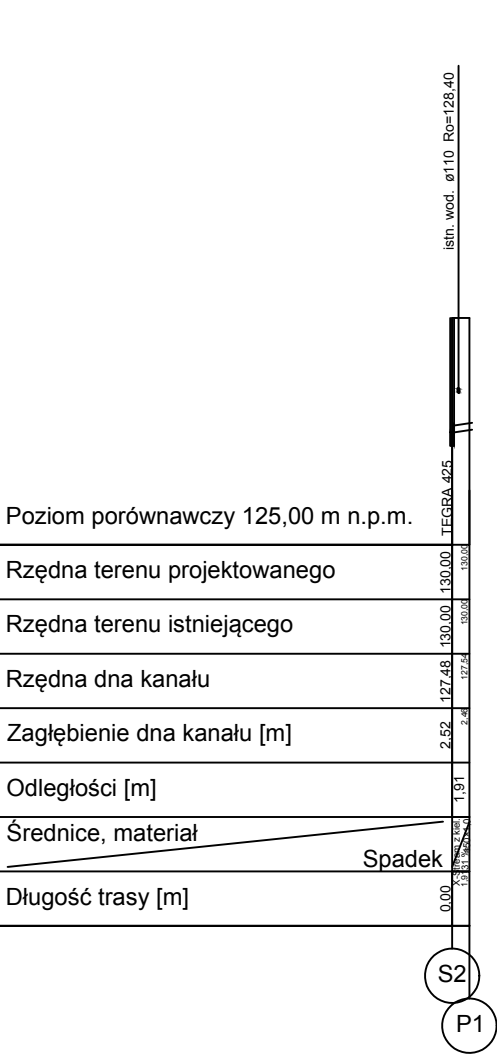 istn. wod. ø110 Ro=128,40
TEGRA 425
Poziom porównawczy 125,00 m n.p.m.
Rzędna terenu projektowanego 130.00 130.00
Rzędna terenu istniejącego 130.00 130.00
Rzędna dna kanału 127.48 127.54
Zagłębienie dna kanału [m] 2.52 2.46
Odległości [m] 1,91
Średnice, materiał
X-Stream z kiel.
Spadek
Długość trasy [m] 0.00
S2
P1